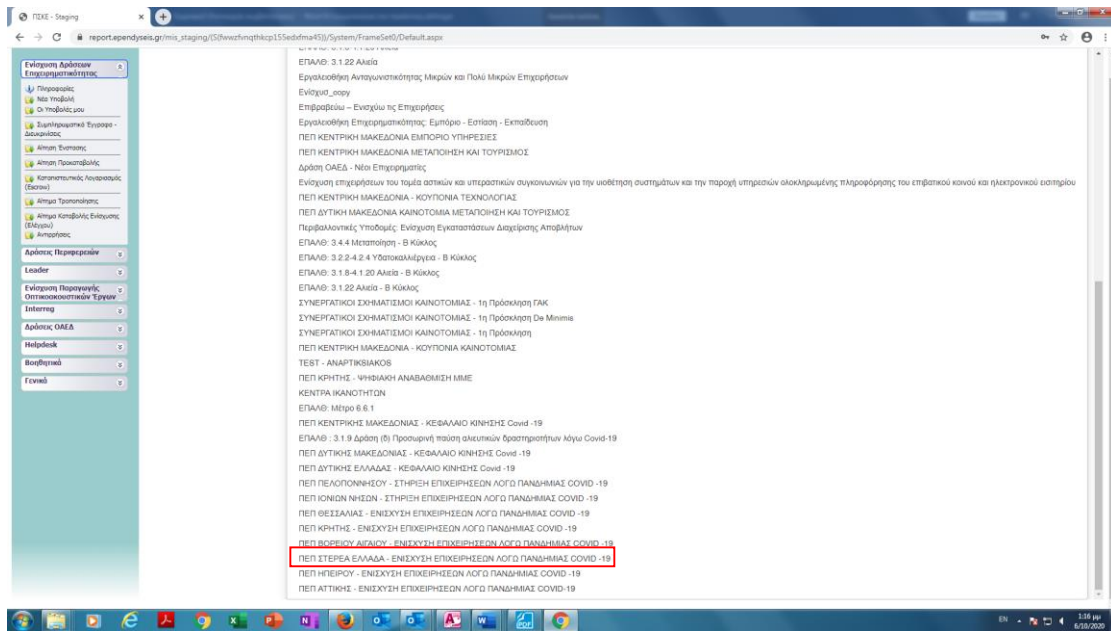 ΠΣΚΕ - Staging
report.ependyseis.gr/mis_staging/(S(fwwzfvnqthkcp155edxfma45))/System/FrameSet0/Default.aspx
Ενίσχυση Δράσεων
Επιχειρηματικότητας
Πληροφορίες
Νέα Υποβολή
Οι Υποβολές μου
Συμπληρωματικά Έγγραφα -
Διευκρινίσεις
Αίτηση Ένστασης
Αίτηση Προκαταβολής
Καταπιστευτικός Λογαριασμός
(Escrow)
Αίτημα Τροποποίησης
Αίτημα Καταβολής Ενίσχυσης
(Ελέγχου)
Αντιρρήσεις
Δράσεις Περιφερειών
Leader
Ενίσχυση Παραγωγής
Οπτικοακουστικών Έργων
Interreg
Δράσεις ΟΑΕΔ
Helpdesk
Βοηθητικά
Γενικά
ΕΠΑΛΘ: 3.1.22 Αλιεία
Εργαλειοθήκη Ανταγωνιστικότητας Μικρών και Πολύ Μικρών Επιχειρήσεων
Ενίσχυσ_copy
Επιβραβεύω – Ενισχύω τις Επιχειρήσεις
Εργαλειοθήκη Επιχειρηματικότητας: Εμπόριο - Εστίαση - Εκπαίδευση
ΠΕΠ ΚΕΝΤΡΙΚΗ ΜΑΚΕΔΟΝΙΑ ΕΜΠΟΡΙΟ ΥΠΗΡΕΣΙΕΣ
ΠΕΠ ΚΕΝΤΡΙΚΗ ΜΑΚΕΔΟΝΙΑ ΜΕΤΑΠΟΙΗΣΗ ΚΑΙ ΤΟΥΡΙΣΜΟΣ
Δράση ΟΑΕΔ - Νέοι Επιχειρηματίες
Ενίσχυση επιχειρήσεων του τομέα αστικών και υπεραστικών συγκοινωνιών για την υιοθέτηση συστημάτων και την παροχή υπηρεσιών ολοκληρωμένης πληροφόρησης του επιβατικού κοινού και ηλεκτρονικού εισιτηρίου
ΠΕΠ ΚΕΝΤΡΙΚΗ ΜΑΚΕΔΟΝΙΑ - ΚΟΥΠΟΝΙΑ ΤΕΧΝΟΛΟΓΙΑΣ
ΠΕΠ ΔΥΤΙΚΗ ΜΑΚΕΔΟΝΙΑ ΚΑΙΝΟΤΟΜΙΑ ΜΕΤΑΠΟΙΗΣΗ ΚΑΙ ΤΟΥΡΙΣΜΟΣ
Περιβαλλοντικές Υποδομές: Ενίσχυση Εγκαταστάσεων Διαχείρισης Αποβλήτων
ΕΠΑΛΘ: 3.4.4 Μεταποίηση - Β Κύκλος
ΕΠΑΛΘ: 3.2.2-4.2.4 Υδατοκαλλιέργεια - Β Κύκλος
ΕΠΑΛΘ: 3.1.8-4.1.20 Αλιεία - Β Κύκλος
ΕΠΑΛΘ: 3.1.22 Αλιεία - Β Κύκλος
ΣΥΝΕΡΓΑΤΙΚΟΙ ΣΧΗΜΑΤΙΣΜΟΙ ΚΑΙΝΟΤΟΜΙΑΣ - 1η Πρόσκληση ΓΑΚ
ΣΥΝΕΡΓΑΤΙΚΟΙ ΣΧΗΜΑΤΙΣΜΟΙ ΚΑΙΝΟΤΟΜΙΑΣ - 1η Πρόσκληση De Minimis
ΣΥΝΕΡΓΑΤΙΚΟΙ ΣΧΗΜΑΤΙΣΜΟΙ ΚΑΙΝΟΤΟΜΙΑΣ - 1η Πρόσκληση
ΠΕΠ ΚΕΝΤΡΙΚΗ ΜΑΚΕΔΟΝΙΑ - ΚΟΥΠΟΝΙΑ ΚΑΙΝΟΤΟΜΙΑΣ
TEST - ANAPTIKSIAKOS
ΠΕΠ ΚΡΗΤΗΣ - ΨΗΦΙΑΚΗ ΑΝΑΒΑΘΜΙΣΗ ΜΜΕ
ΚΕΝΤΡΑ ΙΚΑΝΟΤΗΤΩΝ
ΕΠΑΛΘ: Μέτρο 6.6.1
ΠΕΠ ΚΕΝΤΡΙΚΗΣ ΜΑΚΕΔΟΝΙΑΣ - ΚΕΦΑΛΑΙΟ ΚΙΝΗΣΗΣ Covid -19
ΕΠΑΛΘ : 3.1.9 Δράση (δ) Προσωρινή παύση αλιευτικών δραστηριοτήτων λόγω Covid-19
ΠΕΠ ΔΥΤΙΚΗΣ ΜΑΚΕΔΟΝΙΑΣ - ΚΕΦΑΛΑΙΟ ΚΙΝΗΣΗΣ Covid -19
ΠΕΠ ΔΥΤΙΚΗΣ ΕΛΛΑΔΑΣ - ΚΕΦΑΛΑΙΟ ΚΙΝΗΣΗΣ Covid -19
ΠΕΠ ΠΕΛΟΠΟΝΝΗΣΟΥ - ΣΤΗΡΙΞΗ ΕΠΙΧΕΙΡΗΣΕΩΝ ΛΟΓΩ ΠΑΝΔΗΜΙΑΣ COVID -19
ΠΕΠ ΙΟΝΙΩΝ ΝΗΣΩΝ - ΣΤΗΡΙΞΗ ΕΠΙΧΕΙΡΗΣΕΩΝ ΛΟΓΩ ΠΑΝΔΗΜΙΑΣ COVID -19
ΠΕΠ ΘΕΣΣΑΛΙΑΣ - ΕΝΙΣΧΥΣΗ ΕΠΙΧΕΙΡΗΣΕΩΝ ΛΟΓΩ ΠΑΝΔΗΜΙΑΣ COVID -19
ΠΕΠ ΚΡΗΤΗΣ - ΕΝΙΣΧΥΣΗ ΕΠΙΧΕΙΡΗΣΕΩΝ ΛΟΓΩ ΠΑΝΔΗΜΙΑΣ COVID -19
ΠΕΠ ΒΟΡΕΙΟΥ ΑΙΓΑΙΟΥ - ΕΝΙΣΧΥΣΗ ΕΠΙΧΕΙΡΗΣΕΩΝ ΛΟΓΩ ΠΑΝΔΗΜΙΑΣ COVID -19
ΠΕΠ ΣΤΕΡΕΑ ΕΛΛΑΔΑ - ΕΝΙΣΧΥΣΗ ΕΠΙΧΕΙΡΗΣΕΩΝ ΛΟΓΩ ΠΑΝΔΗΜΙΑΣ COVID -19
ΠΕΠ ΗΠΕΙΡΟΥ - ΕΝΙΣΧΥΣΗ ΕΠΙΧΕΙΡΗΣΕΩΝ ΛΟΓΩ ΠΑΝΔΗΜΙΑΣ COVID -19
ΠΕΠ ΑΤΤΙΚΗΣ - ΕΝΙΣΧΥΣΗ ΕΠΙΧΕΙΡΗΣΕΩΝ ΛΟΓΩ ΠΑΝΔΗΜΙΑΣ COVID-19
EN
1:16 μμ
6/10/2020